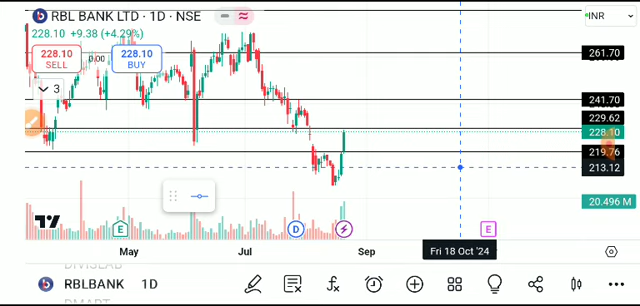 RBL BANK LTD · 1D · NSE
INR
228.10 +9.38 (+4.29%)
228.10
SELL
0.00
228.10
BUY
261.70
3
241.70
229.62
228.10
219.76
213.12
20.496 M
E
D
E
May
Jul
Sep
Fri 18 Oct '24
DIVISLAB
RBLBANK 1D
DMART